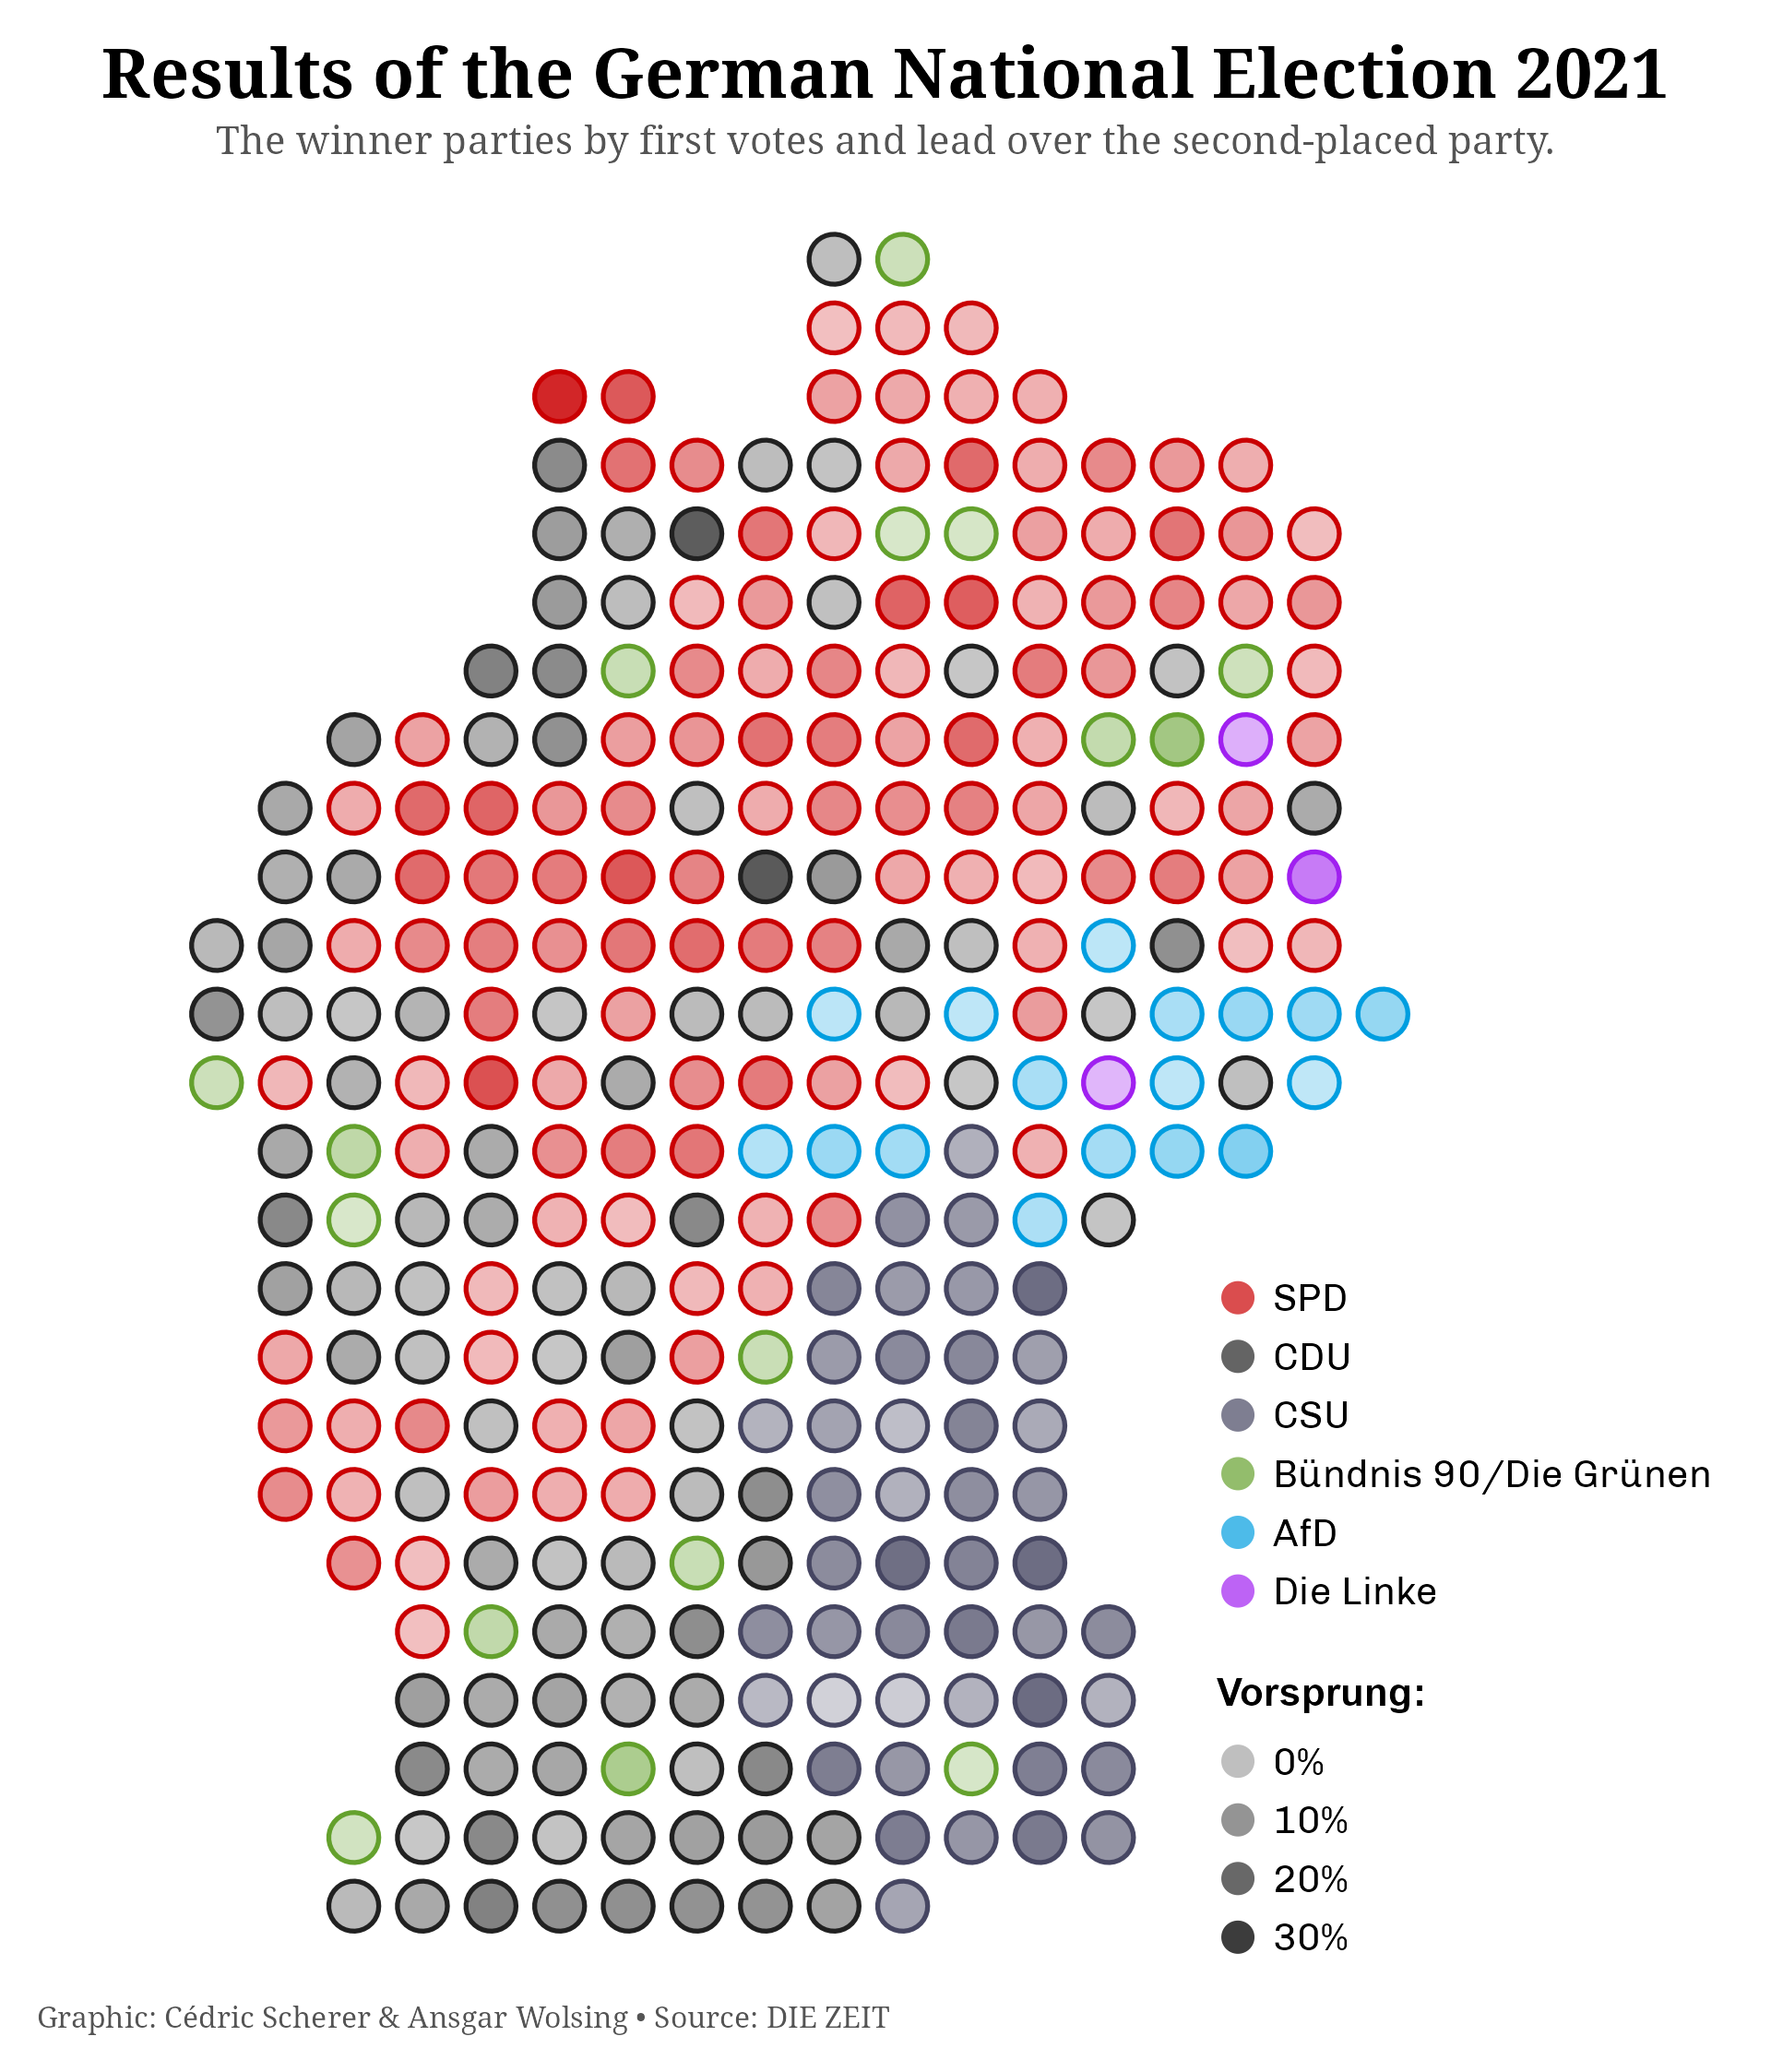 Results of the German National Election 2021
The winner parties by first votes and lead over the second-placed party.
SPD
CDU
CSU
Bündnis 90/Die Grünen
AfD
Die Linke
Vorsprung:
0%
10%
20%
30%
Graphic: Cédric Scherer & Ansgar Wolsing • Source: DIE ZEIT